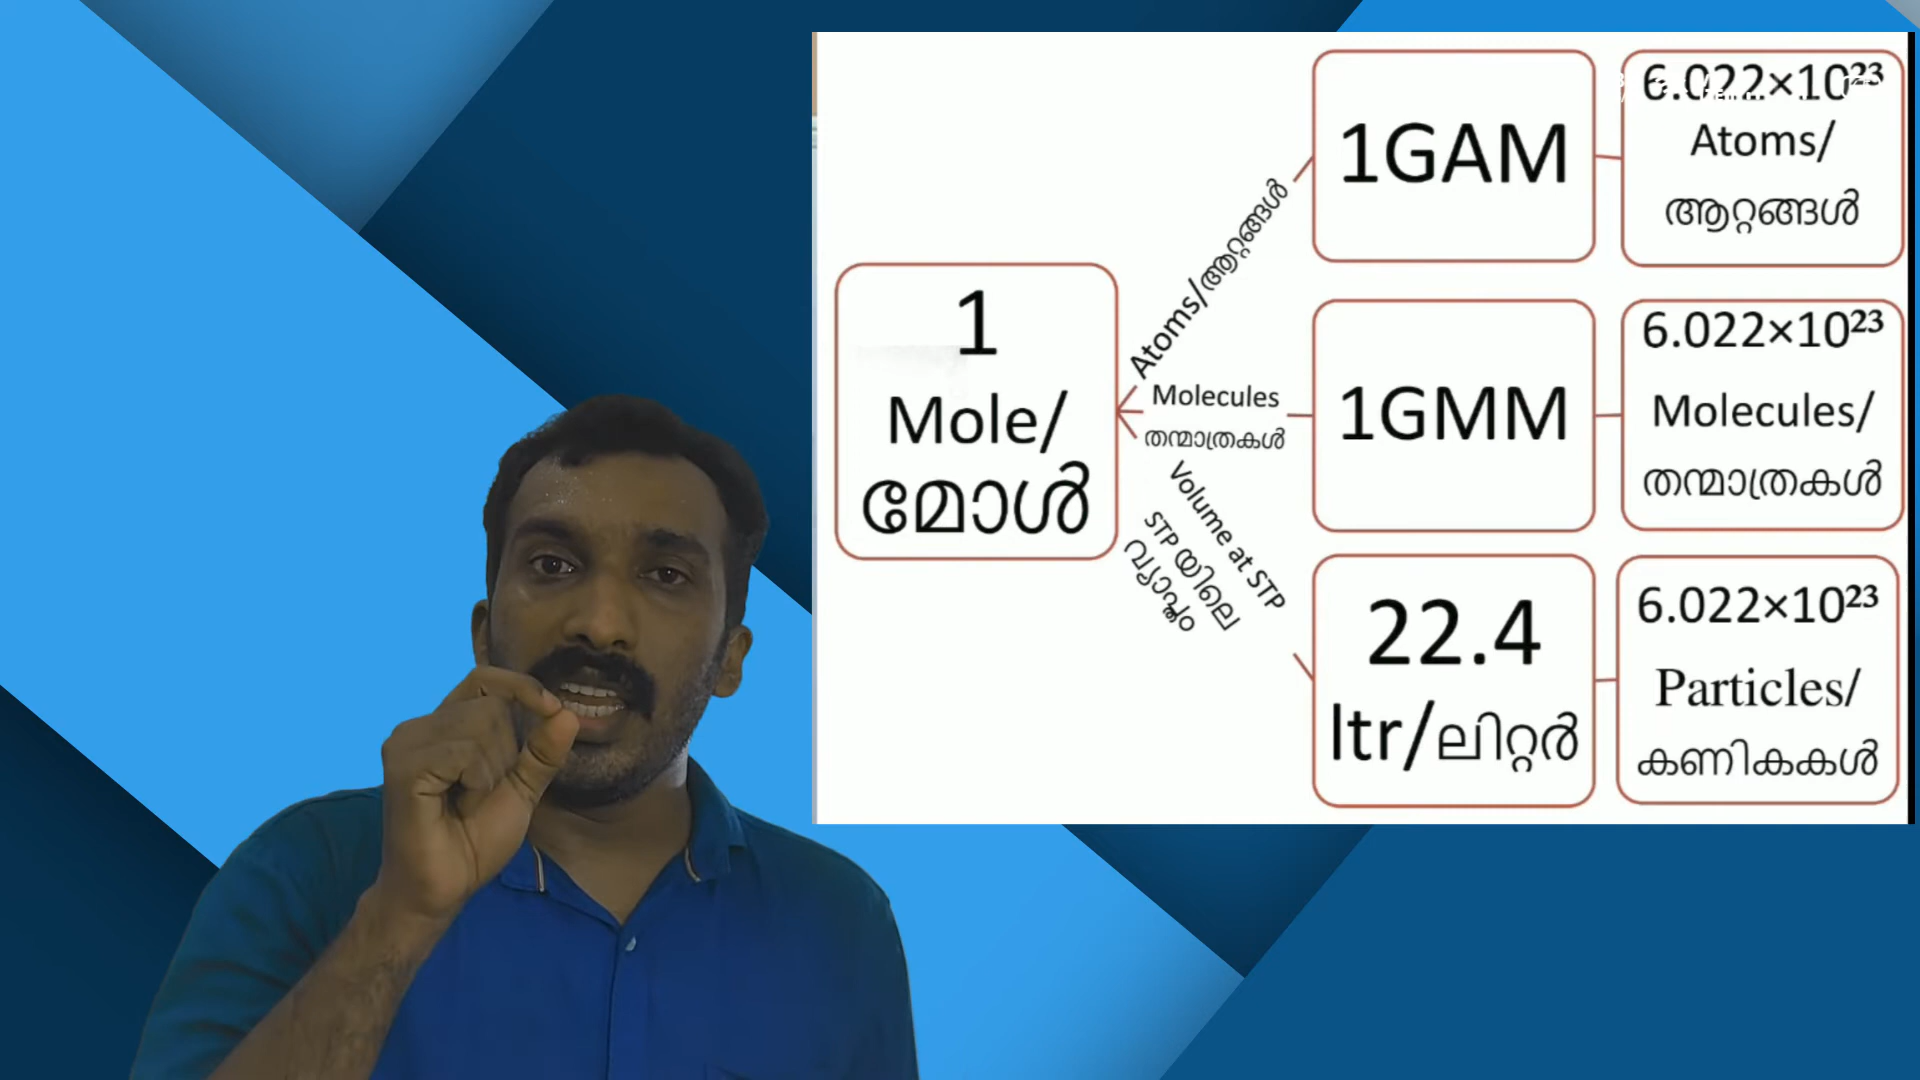 1
Mole/
മോൾ
Atoms/ആറ്റങ്ങൾ
1GAM
6.022×10²³
Atoms/
ആറ്റങ്ങൾ
Molecules
തന്മാത്രകൾ
1GMM
6.022×10²³
Molecules/
തന്മാത്രകൾ
Volume at STP
STP യിലെ
വ്യാപ്തം
22.4
ltr/ലിറ്റർ
6.022×10²³
Particles/
കണികകൾ